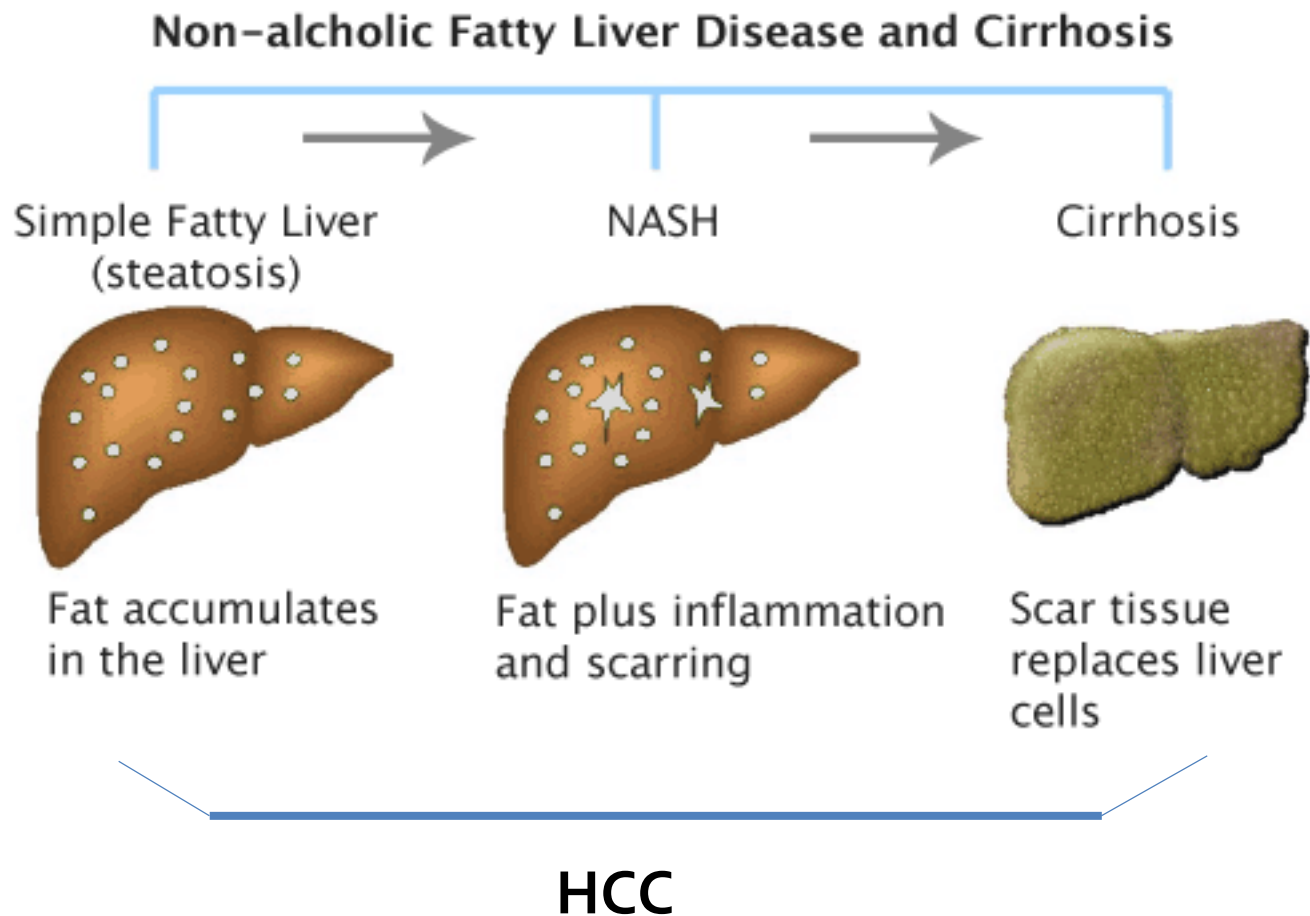 Non-alcholic Fatty Liver Disease and Cirrhosis
Simple Fatty Liver
(steatosis)
NASH
Cirrhosis
Fat accumulates
in the liver
Fat plus inflammation
and scarring
Scar tissue
replaces liver
cells
HCC